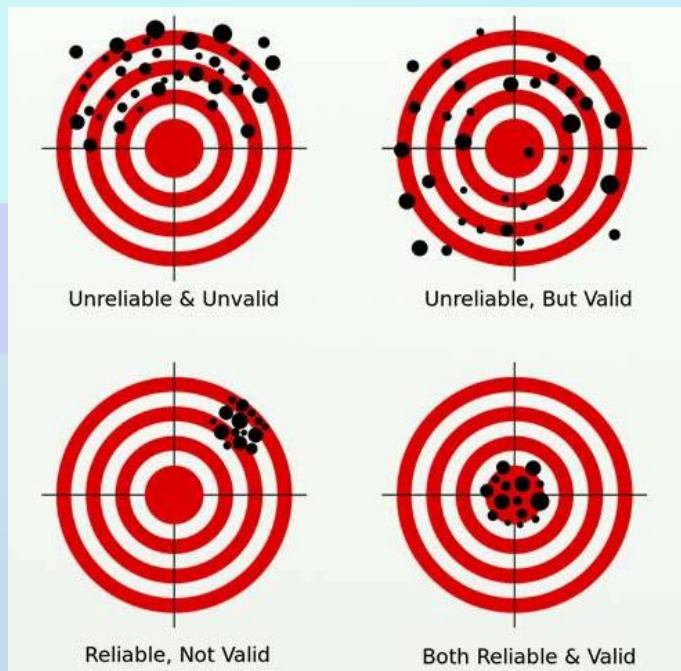 Unreliable & Unvalid
Unreliable, But Valid
Reliable, Not Valid
Both Reliable & Valid